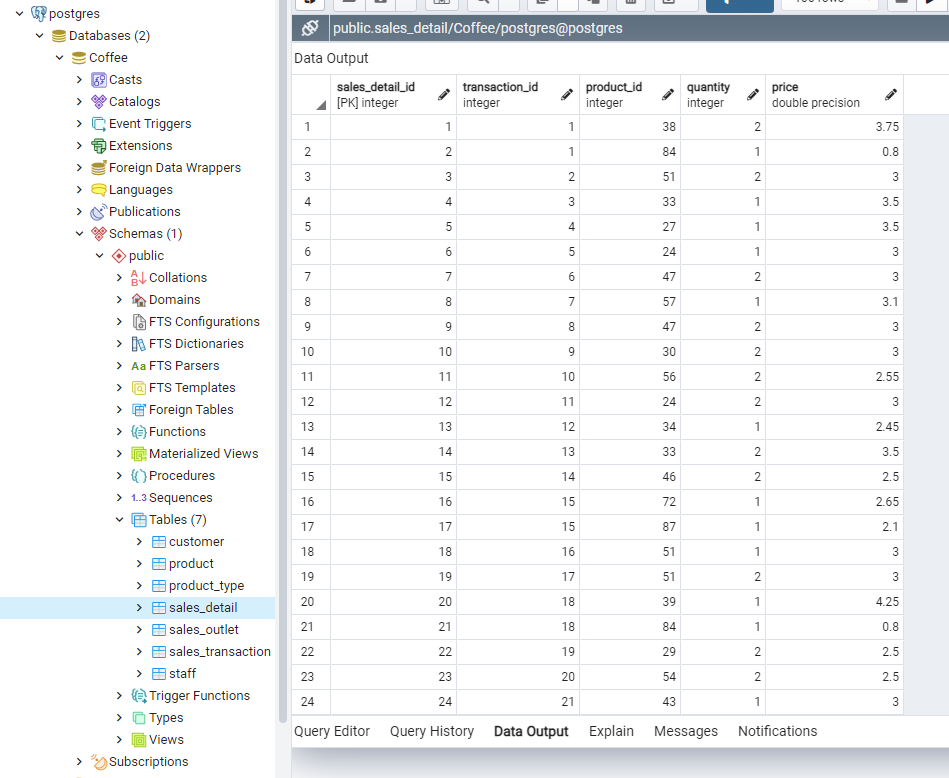 postgres
Databases (2)
Coffee
Casts
Catalogs
Event Triggers
Extensions
Foreign Data Wrappers
Languages
Publications
Schemas (1)
public
Collations
Domains
FTS Configurations
FTS Dictionaries
Aa FTS Parsers
FTS Templates
Foreign Tables
Functions
Materialized Views
Procedures
1..3 Sequences
Tables (7)
customer
product
product_type
sales_detail
sales_outlet
sales_transaction
staff
Trigger Functions
Types
Views
Subscriptions
public.sales_detail/Coffee/postgres@postgres
Data Output
sales_detail_id transaction_id product_id quantity price
[PK] integer integer integer integer double precision
1 1 1 38 2 3.75
2 2 1 84 1 0.8
3 3 2 51 2 3
4 4 3 33 1 3.5
5 5 4 27 1 3.5
6 6 5 24 1 3
7 7 6 47 2 3
8 8 7 57 1 3.1
9 9 8 47 2 3
10 10 9 30 2 3
11 11 10 56 2 2.55
12 12 11 24 2 3
13 13 12 34 1 2.45
14 14 13 33 2 3.5
15 15 14 46 2 2.5
16 16 15 72 1 2.65
17 17 15 87 1 2.1
18 18 16 51 1 3
19 19 17 51 2 3
20 20 18 39 1 4.25
21 21 18 84 1 0.8
22 22 19 29 2 2.5
23 23 20 54 2 2.5
24 24 21 43 1 3
Query Editor Query History Data Output Explain Messages Notifications